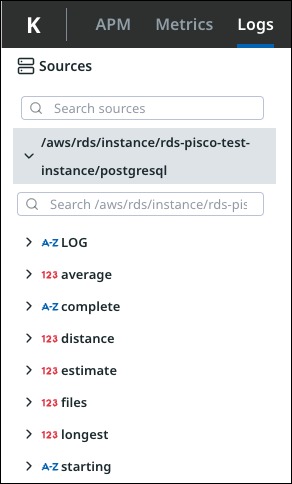 K APM Metrics Logs
Sources
Search sources
/aws/rds/instance/rds-pisco-test-
instance/postgresql
Search /aws/rds/instance/rds-pis
A-Z LOG
123 average
A-Z complete
123 distance
123 estimate
123 files
123 longest
A-Z starting